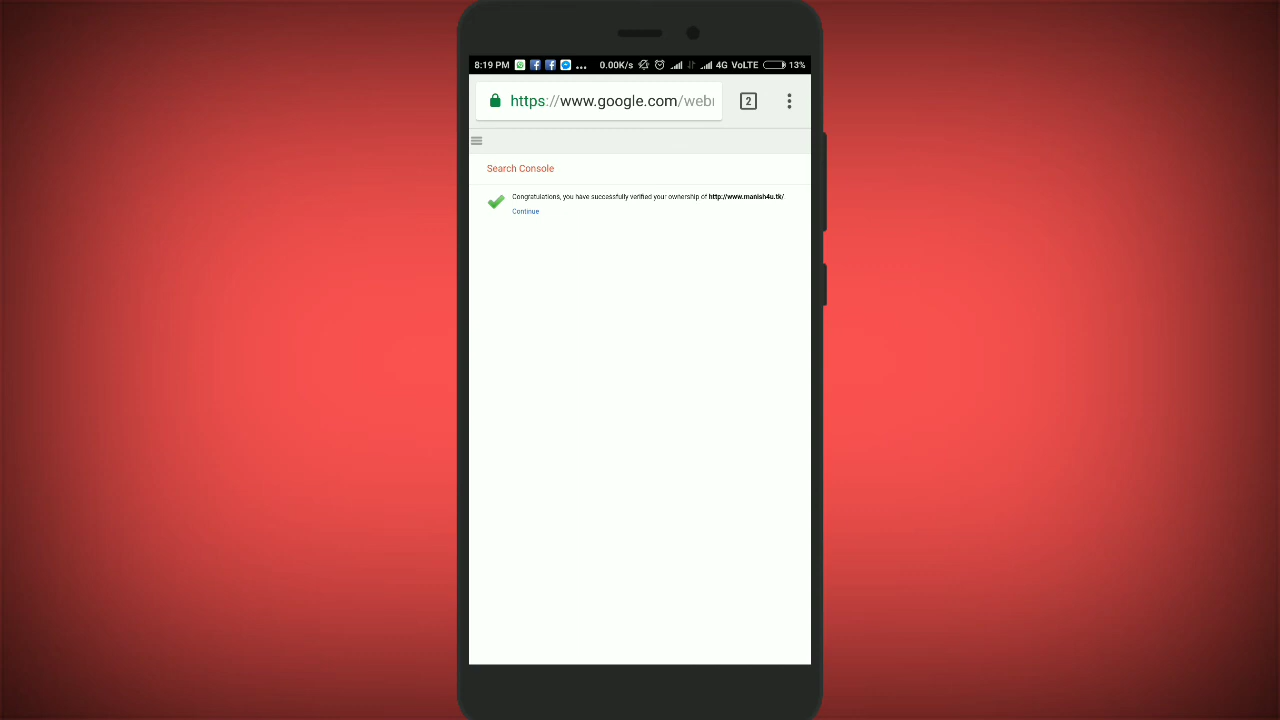 8:19 PM ... 0.00K/s 4G VoLTE 13%
https://www.google.com/web
2
Search Console
Congratulations, you have successfully verified your ownership of http://www.manish4u.tk/
Continue